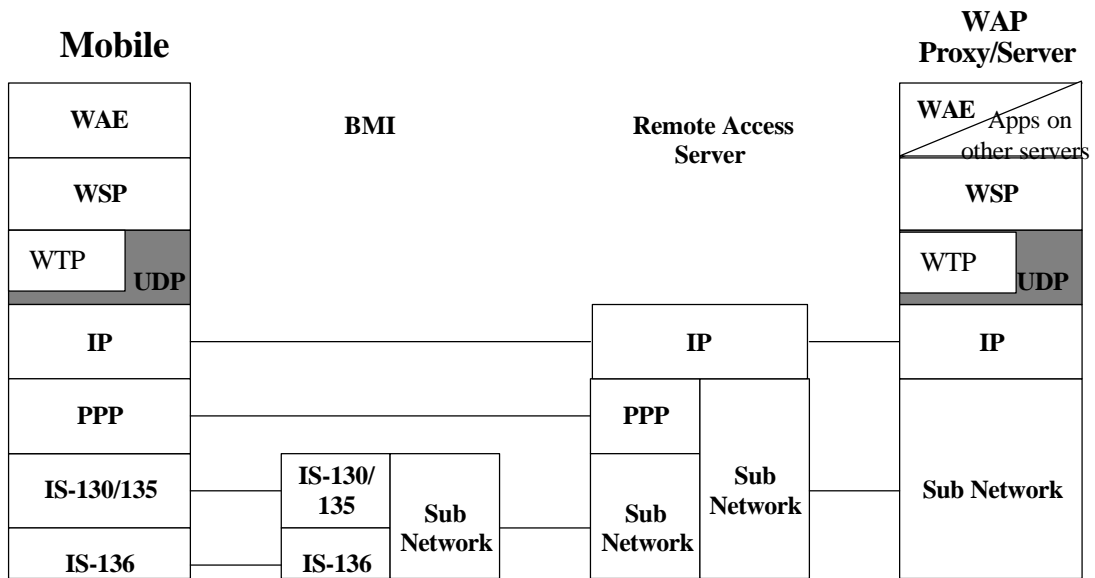 Mobile
WAE
WSP
WTP
UDP
IP
PPP
IS-130/135
IS-136
BMI
IS-130/
135
IS-136
Sub
Network
Remote Access
Server
IP
PPP
Sub
Network
Sub
Network
WAP
Proxy/Server
WAE
Apps on
other servers
WSP
WTP
UDP
IP
Sub Network